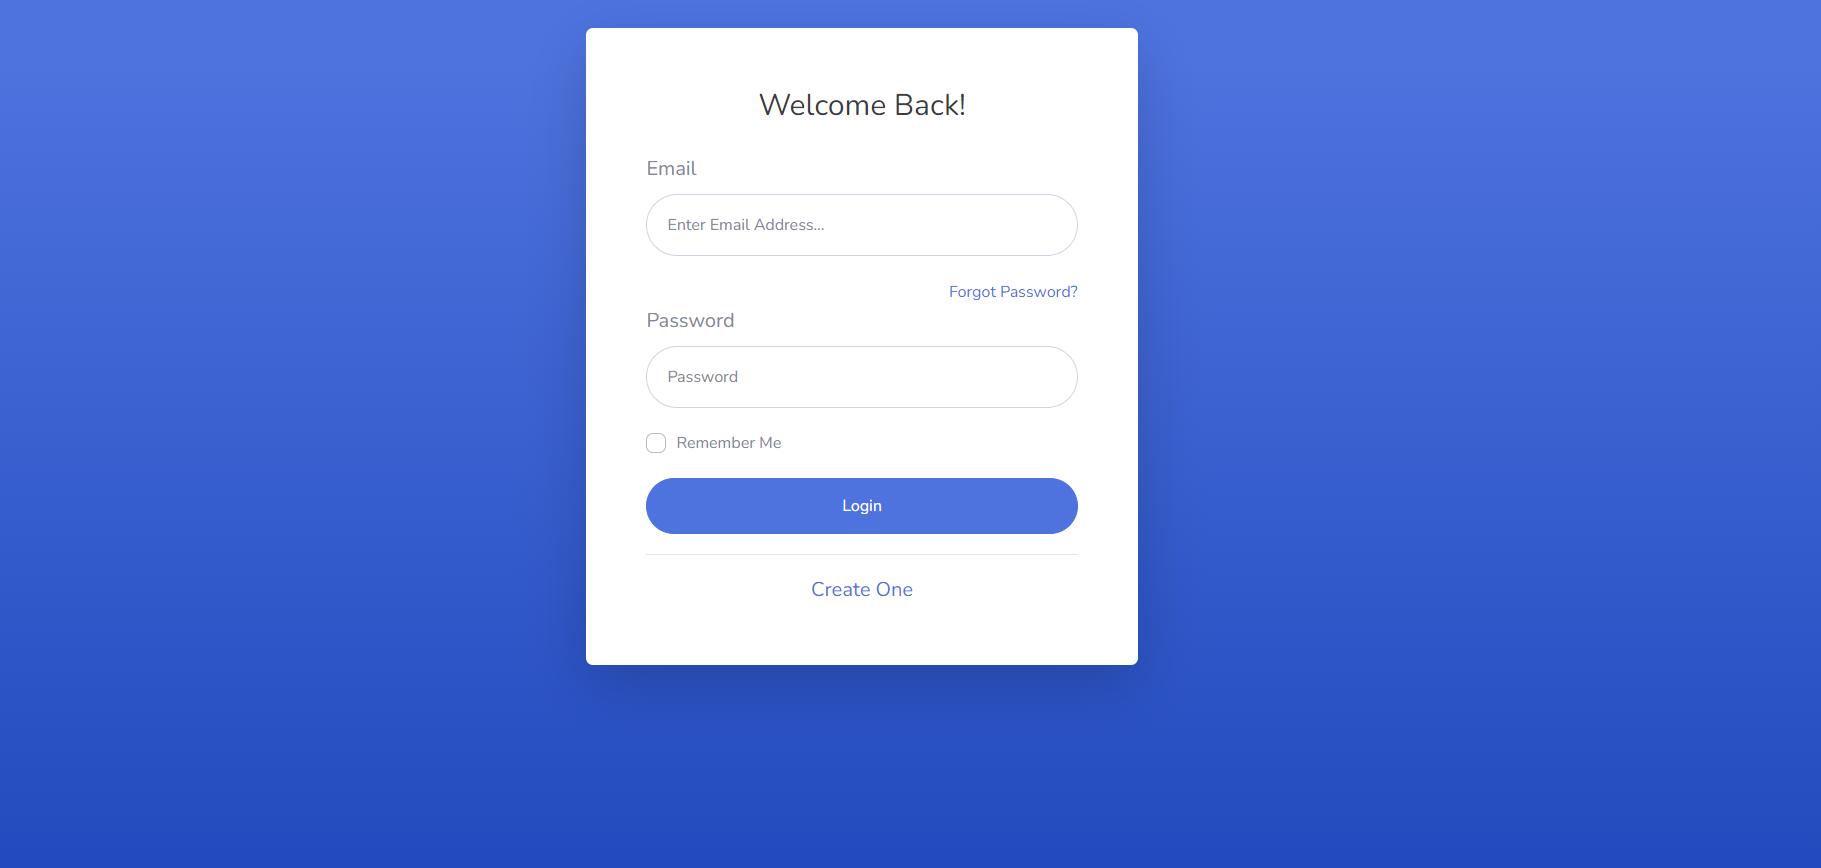 Welcome Back!
Email
Enter Email Address...
Forgot Password?
Password
Password
Remember Me
Login
Create One